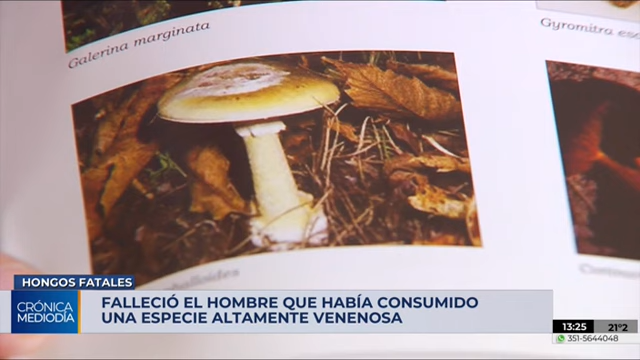 Galerina marginata
Gyromitra es
HONGOS FATALES
CRÓNICA
MEDIODÍA
FALLECIÓ EL HOMBRE QUE HABÍA CONSUMIDO
UNA ESPECIE ALTAMENTE VENENOSA
13:25
21°2
351-5644048